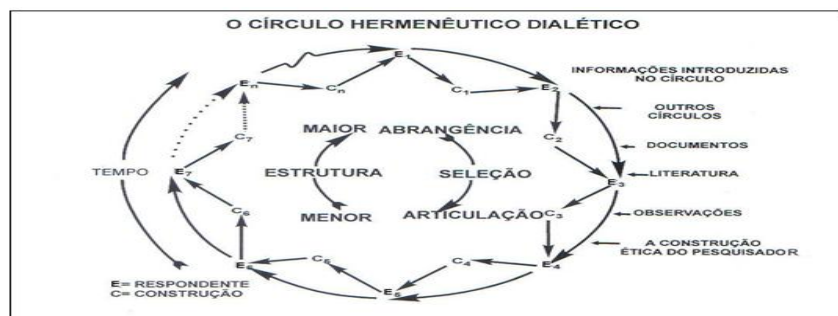 O CÍRCULO HERMENÊUTICO DIALÉTICO
E1
En
Cn
C1
E2
INFORMAÇÕES INTRODUZIDAS
NO CÍRCULO
OUTROS
CÍRCULOS
C7
MAIOR
ABRANGÊNCIA
C2
DOCUMENTOS
TEMPO
E7
ESTRUTURA
SELEÇÃO
E3
LITERATURA
C6
MENOR
ARTICULAÇÃO
C3
OBSERVAÇÕES
E6
C5
C4
E4
A CONSTRUÇÃO
ÉTICA DO PESQUISADOR
E= RESPONDENTE
C= CONSTRUÇÃO